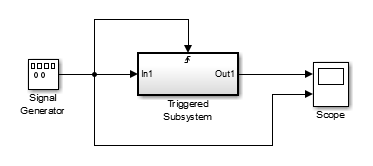 In1
Out1
Signal
Generator
Triggered
Subsystem
Scope